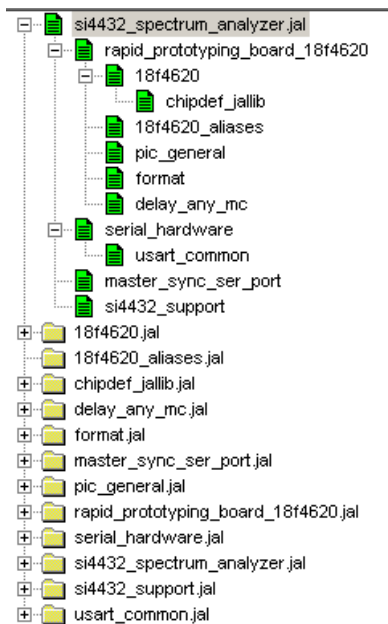 si4432_spectrum_analyzer.jal
rapid_prototyping_board_18f4620
18f4620
chipdef_jallib
18f4620_aliases
pic_general
format
delay_any_mc
serial_hardware
usart_common
master_sync_ser_port
si4432_support
18f4620.jal
18f4620_aliases.jal
chipdef_jallib.jal
delay_any_mc.jal
format.jal
master_sync_ser_port.jal
pic_general.jal
rapid_prototyping_board_18f4620.jal
serial_hardware.jal
si4432_spectrum_analyzer.jal
si4432_support.jal
usart_common.jal